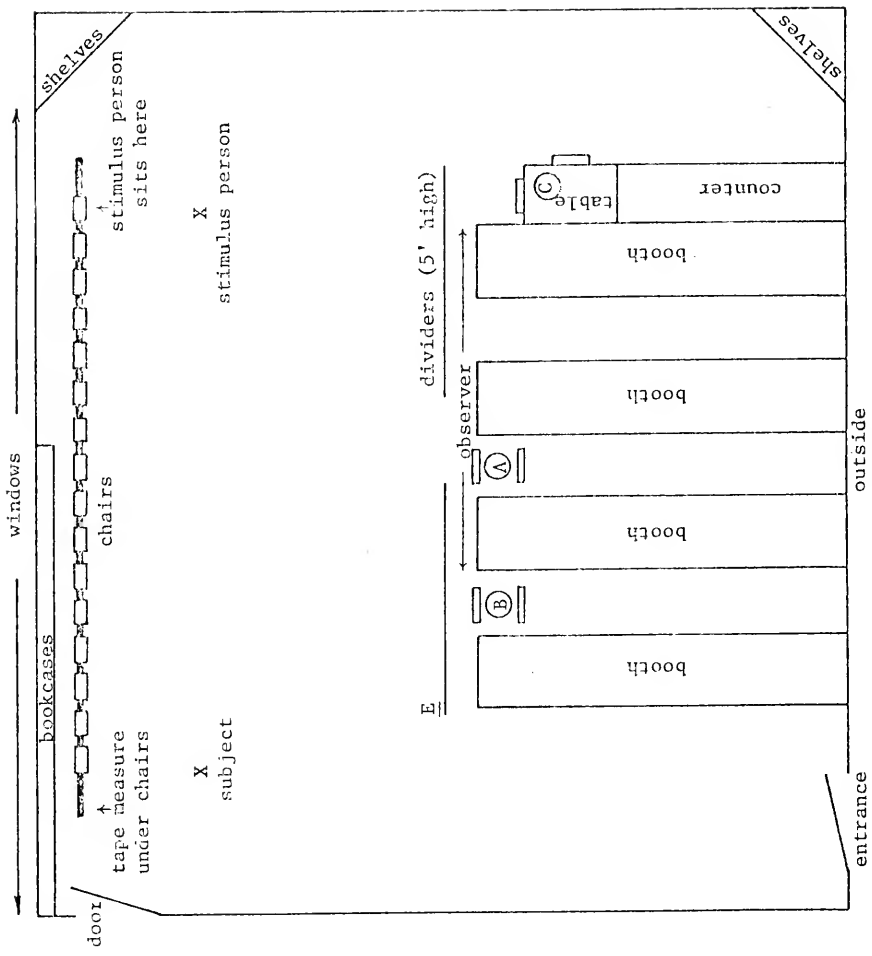 windows
shelves
bookcases
door
chairs
↑
tape measure
under chairs
↑
stimulus person
sits here
X
subject
X
stimulus person
dividers (5' high)
observer
E
B
A
C
table
booth
booth
booth
booth
counter
shelves
entrance
outside